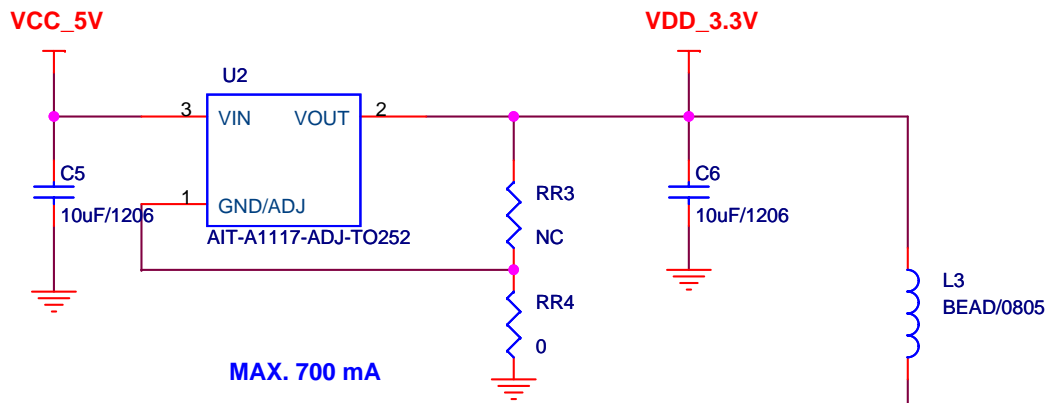 VCC_5V
VDD_3.3V
U2
3
VIN
VOUT
2
C5
10uF/1206
1
GND/ADJ
AIT-A1117-ADJ-TO252
RR3
NC
C6
10uF/1206
RR4
0
L3
BEAD/0805
MAX. 700 mA